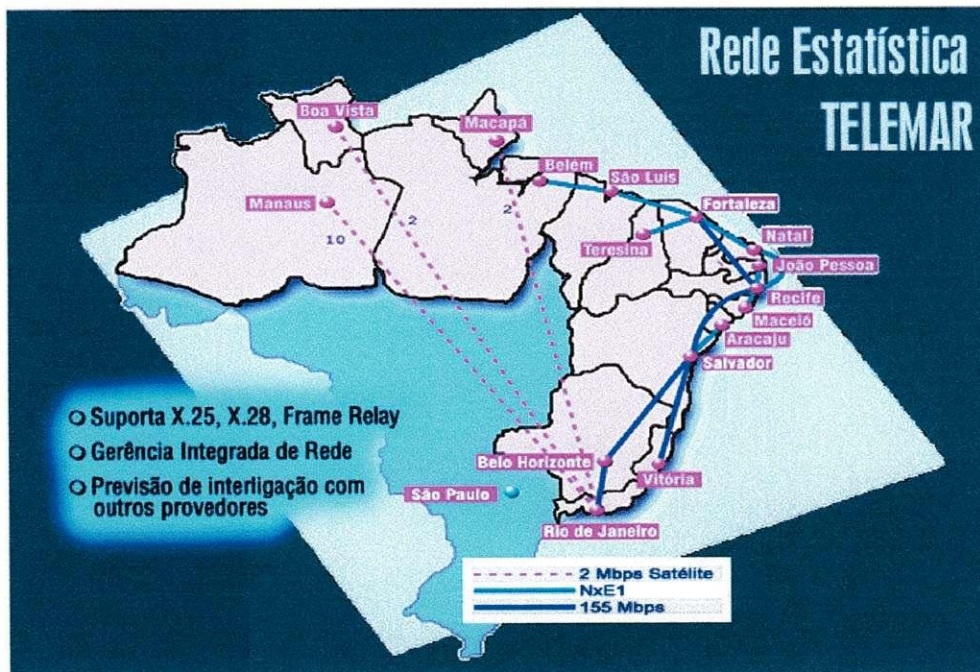 Rede Estatística
TELEMAR
Boa Vista
Macapá
Belém
São Luís
Manaus
Fortaleza
2
2
10
Teresina
Natal
João Pessoa
Recife
Maceió
Aracaju
Salvador
Suporta X.25, X.28, Frame Relay
Gerência Integrada de Rede
Previsão de interligação com
outros provedores
Belo Horizonte
Vitória
São Paulo
Rio de Janeiro
2 Mbps Satélite
NxE1
155 Mbps